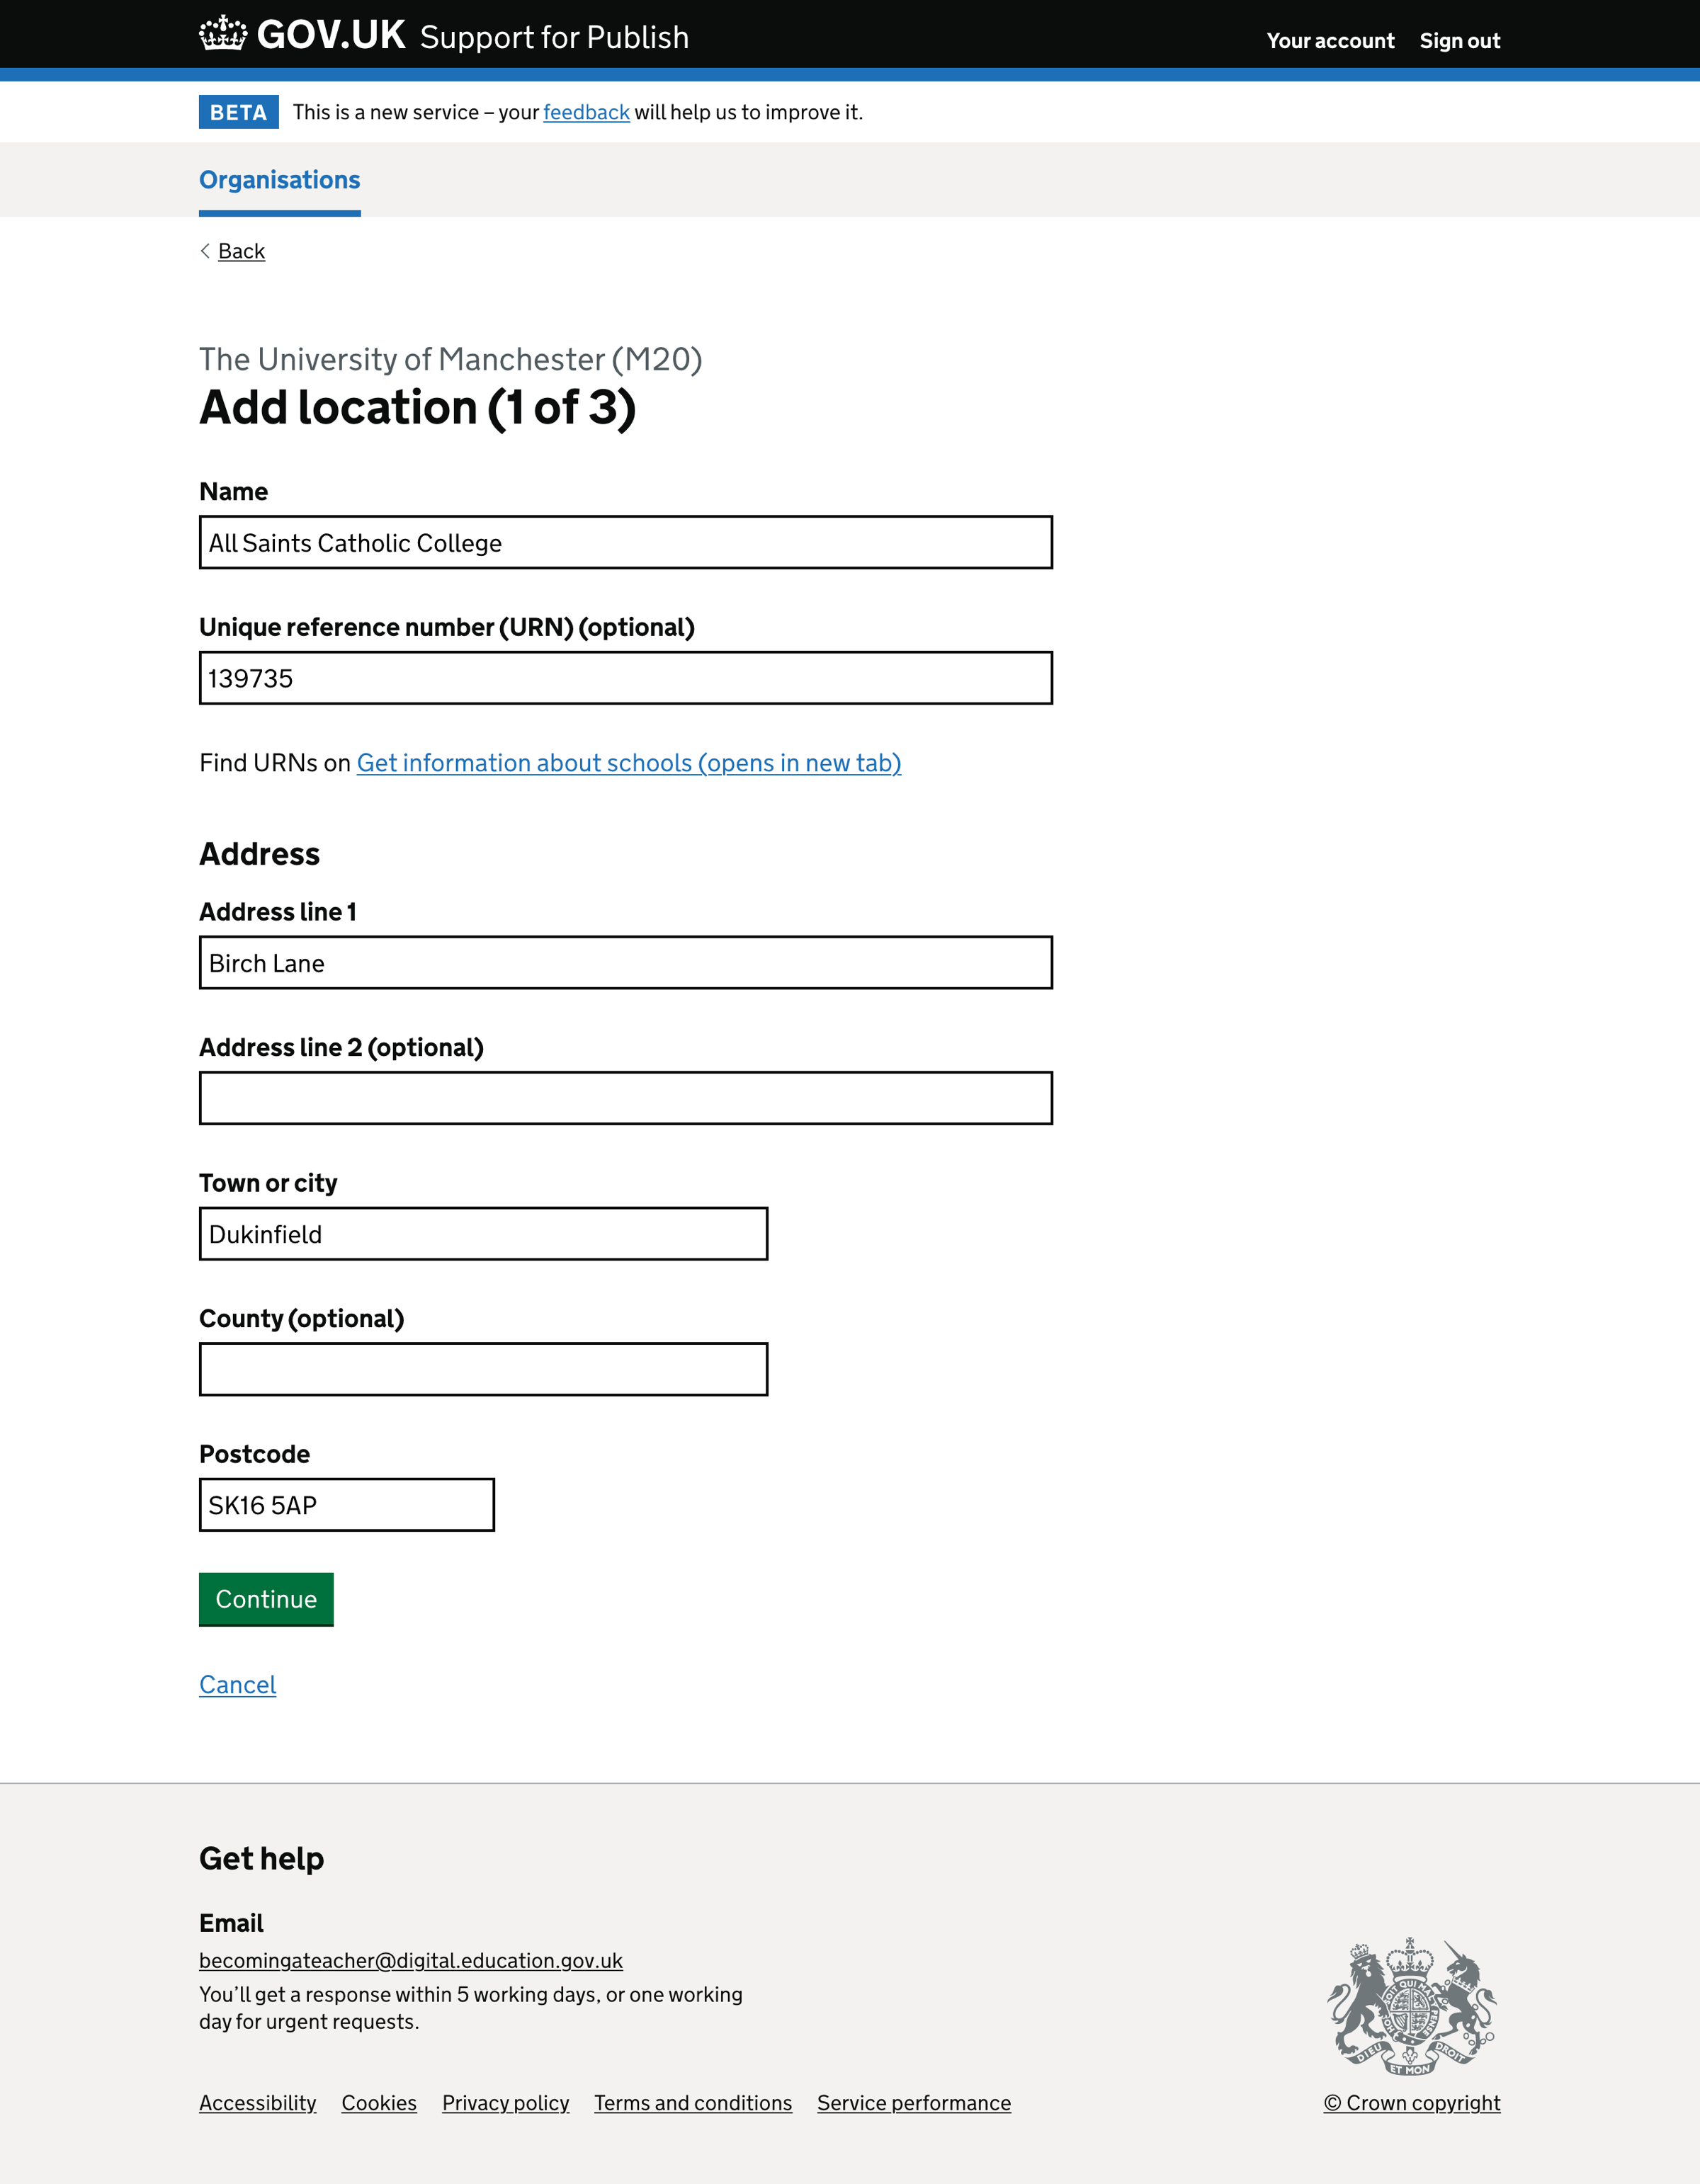 GOV.UK Support for Publish
Your account Sign out
BETA This is a new service – your feedback will help us to improve it.
Organisations
Back
The University of Manchester (M20)
Add location (1 of 3)
Name
All Saints Catholic College
Unique reference number (URN) (optional)
139735
Find URNs on Get information about schools (opens in new tab)
Address
Address line 1
Birch Lane
Address line 2 (optional)
Town or city
Dukinfield
County (optional)
Postcode
SK16 5AP
Continue
Cancel
Get help
Email
becomingateacher@digital.education.gov.uk
You’ll get a response within 5 working days, or one working
day for urgent requests.
DIEU ET MON DROIT
Accessibility Cookies Privacy policy Terms and conditions Service performance
© Crown copyright